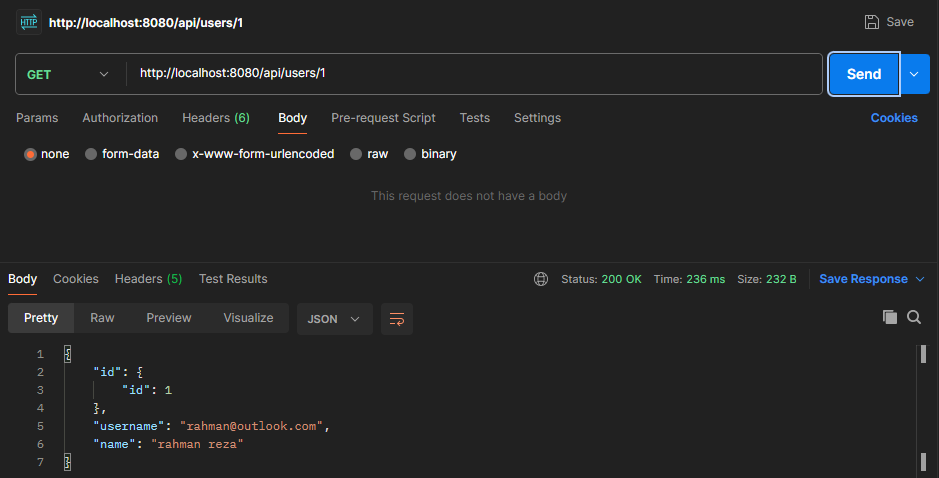 HTTP http://localhost:8080/api/users/1 Save
GET http://localhost:8080/api/users/1 Send
Params Authorization Headers (6) Body Pre-request Script Tests Settings Cookies
none form-data x-www-form-urlencoded raw binary
This request does not have a body
Body Cookies Headers (5) Test Results Status: 200 OK Time: 236 ms Size: 232 B Save Response
Pretty Raw Preview Visualize JSON
1 {
2 "id": {
3 "id": 1
4 },
5 "username": "rahman@outlook.com",
6 "name": "rahman reza"
7 }